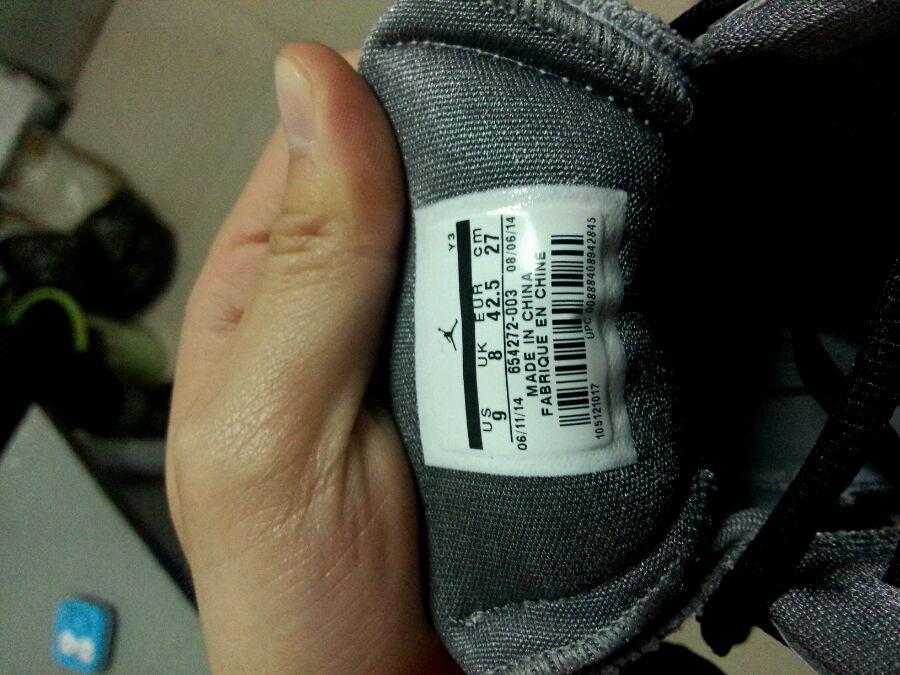 Y3
US UK EUR cm
9 8 42.5 27
06/11/14 654272-003 08/06/14
MADE IN CHINA
FABRIQUE EN CHINE
105121017 UPC 00888408942845